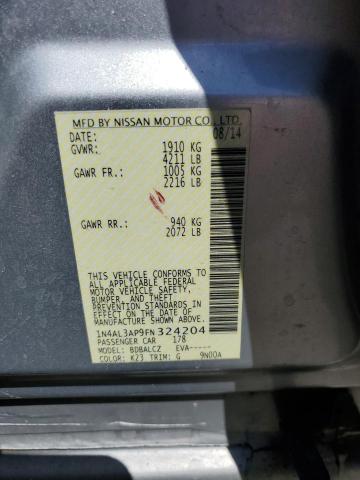 MFD BY NISSAN MOTOR CO., LTD.
DATE: 08/14
GVWR: 1910 KG
4211 LB
GAWR FR.: 1005 KG
2216 LB
GAWR RR.: 940 KG
2072 LB
THIS VEHICLE CONFORMS TO
ALL APPLICABLE FEDERAL
MOTOR VEHICLE SAFETY,
BUMPER, AND THEFT
PREVENTION STANDARDS IN
EFFECT ON THE DATE OF
MANUFACTURE SHOWN ABOVE.
1N4AL3AP9FN324204
PASSENGER CAR 178
MODEL: BDBALCZ EVA-----
COLOR: K23 TRIM: G 9N00A